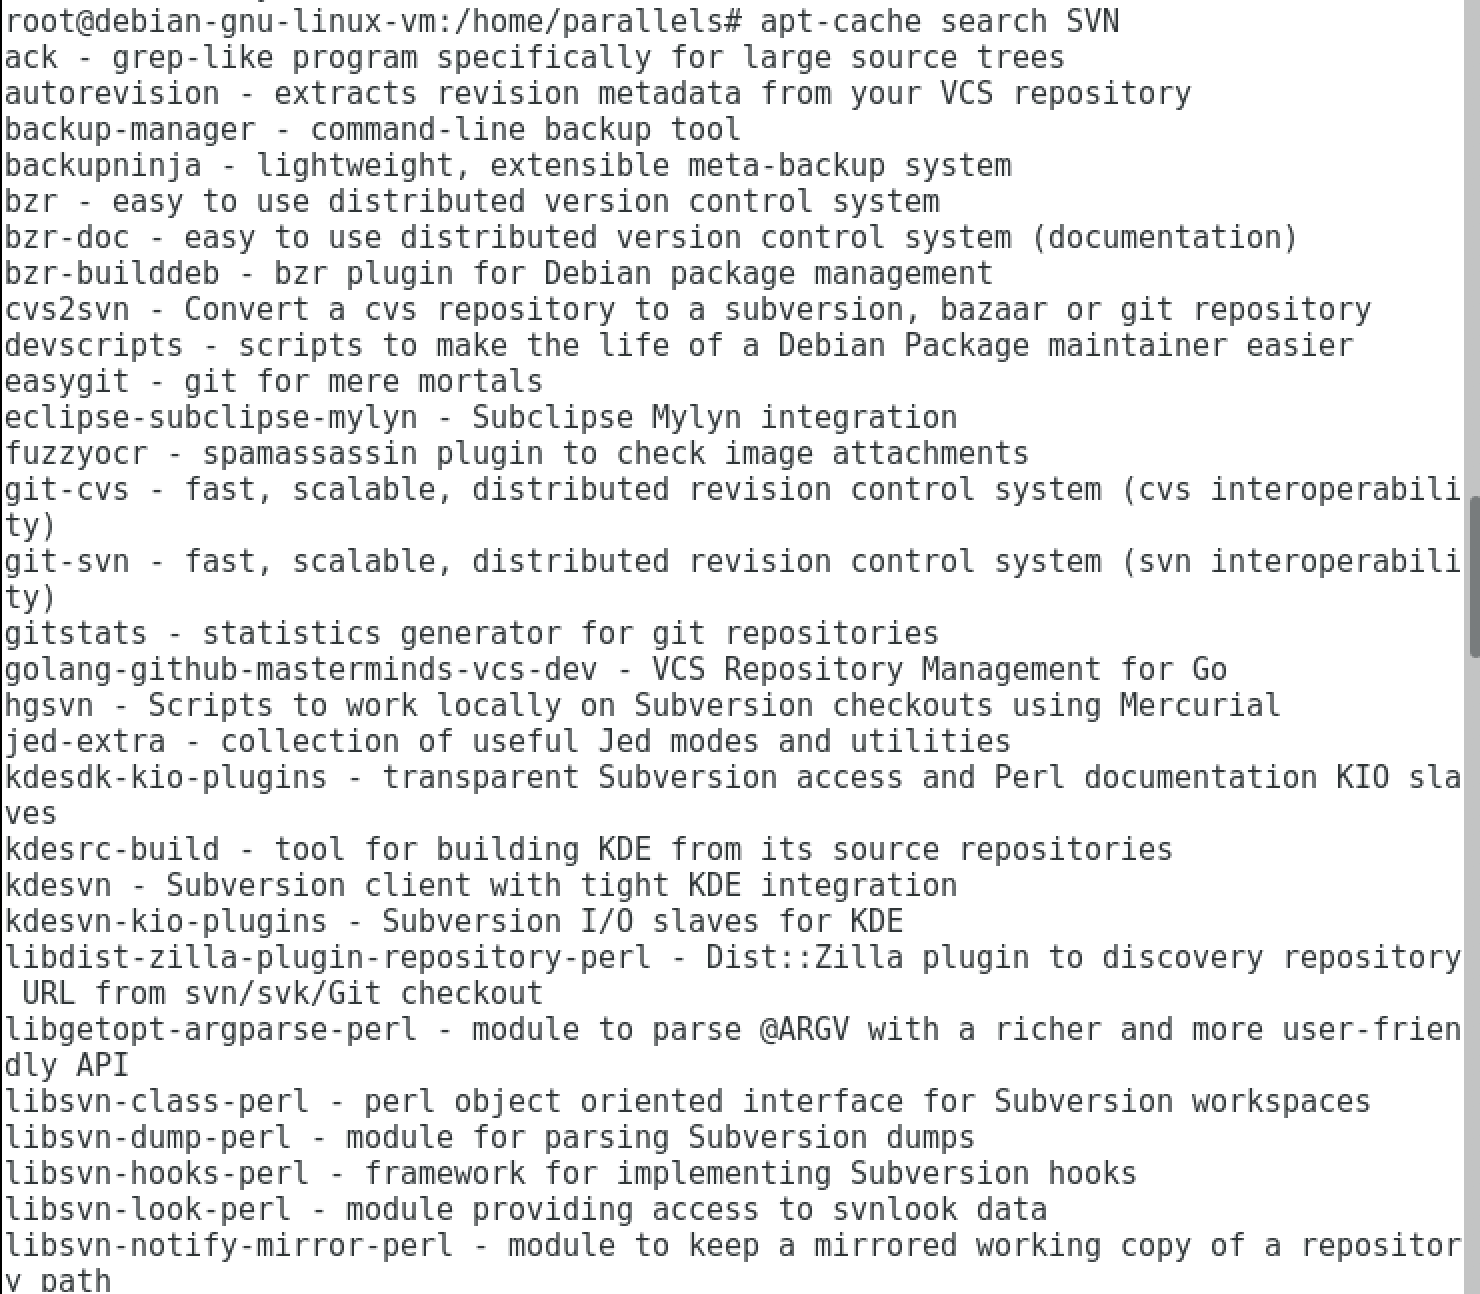 root@debian-gnu-linux-vm:/home/parallels# apt-cache search SVN
ack - grep-like program specifically for large source trees
autorevision - extracts revision metadata from your VCS repository
backup-manager - command-line backup tool
backupninja - lightweight, extensible meta-backup system
bzr - easy to use distributed version control system
bzr-doc - easy to use distributed version control system (documentation)
bzr-builddeb - bzr plugin for Debian package management
cvs2svn - Convert a cvs repository to a subversion, bazaar or git repository
devscripts - scripts to make the life of a Debian Package maintainer easier
easygit - git for mere mortals
eclipse-subclipse-mylyn - Subclipse Mylyn integration
fuzzyocr - spamassassin plugin to check image attachments
git-cvs - fast, scalable, distributed revision control system (cvs interoperabili
ty)
git-svn - fast, scalable, distributed revision control system (svn interoperabili
ty)
gitstats - statistics generator for git repositories
golang-github-masterminds-vcs-dev - VCS Repository Management for Go
hgsvn - Scripts to work locally on Subversion checkouts using Mercurial
jed-extra - collection of useful Jed modes and utilities
kdesdk-kio-plugins - transparent Subversion access and Perl documentation KIO sla
ves
kdesrc-build - tool for building KDE from its source repositories
kdesvn - Subversion client with tight KDE integration
kdesvn-kio-plugins - Subversion I/O slaves for KDE
libdist-zilla-plugin-repository-perl - Dist::Zilla plugin to discovery repository
 URL from svn/svk/Git checkout
libgetopt-argparse-perl - module to parse @ARGV with a richer and more user-frien
dly API
libsvn-class-perl - perl object oriented interface for Subversion workspaces
libsvn-dump-perl - module for parsing Subversion dumps
libsvn-hooks-perl - framework for implementing Subversion hooks
libsvn-look-perl - module providing access to svnlook data
libsvn-notify-mirror-perl - module to keep a mirrored working copy of a repositor
y path